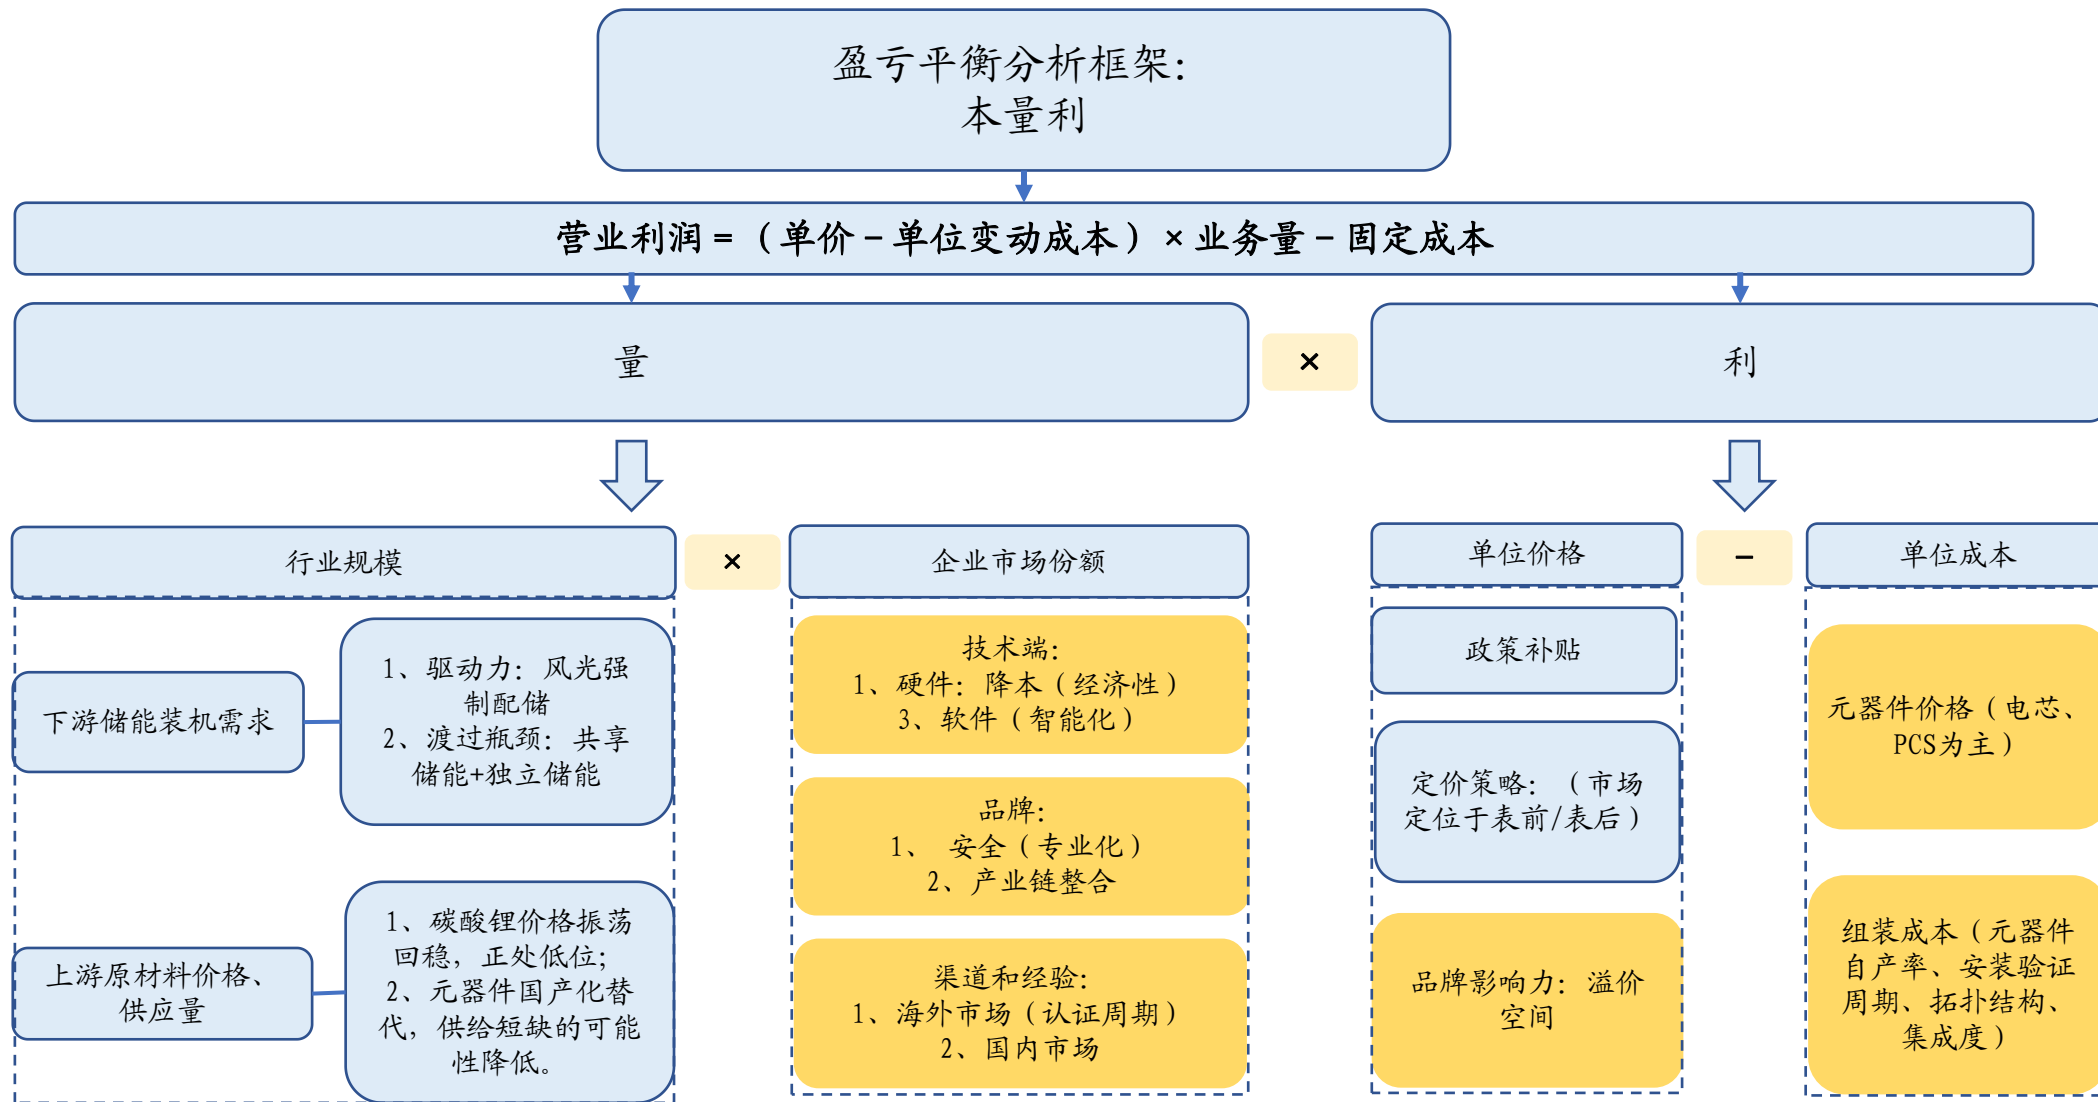 盈亏平衡分析框架：
本量利
营业利润 = （单价 – 单位变动成本） × 业务量 – 固定成本
量
×
利
行业规模
×
企业市场份额
单位价格
–
单位成本
下游储能装机需求
1、驱动力：风光强
制配储
2、渡过瓶颈：共享
储能+独立储能
上游原材料价格、
供应量
1、碳酸锂价格振荡
回稳，正处低位；
2、元器件国产化替
代，供给短缺的可能
性降低。
技术端：
1、硬件：降本（经济性）
3、软件（智能化）
品牌：
1、 安全（专业化）
2、产业链整合
渠道和经验：
1、海外市场（认证周期）
2、国内市场
政策补贴
定价策略：（市场
定位于表前/表后）
品牌影响力：溢价
空间
元器件价格（电芯、
PCS为主）
组装成本（元器件
自产率、安装验证
周期、拓扑结构、
集成度）